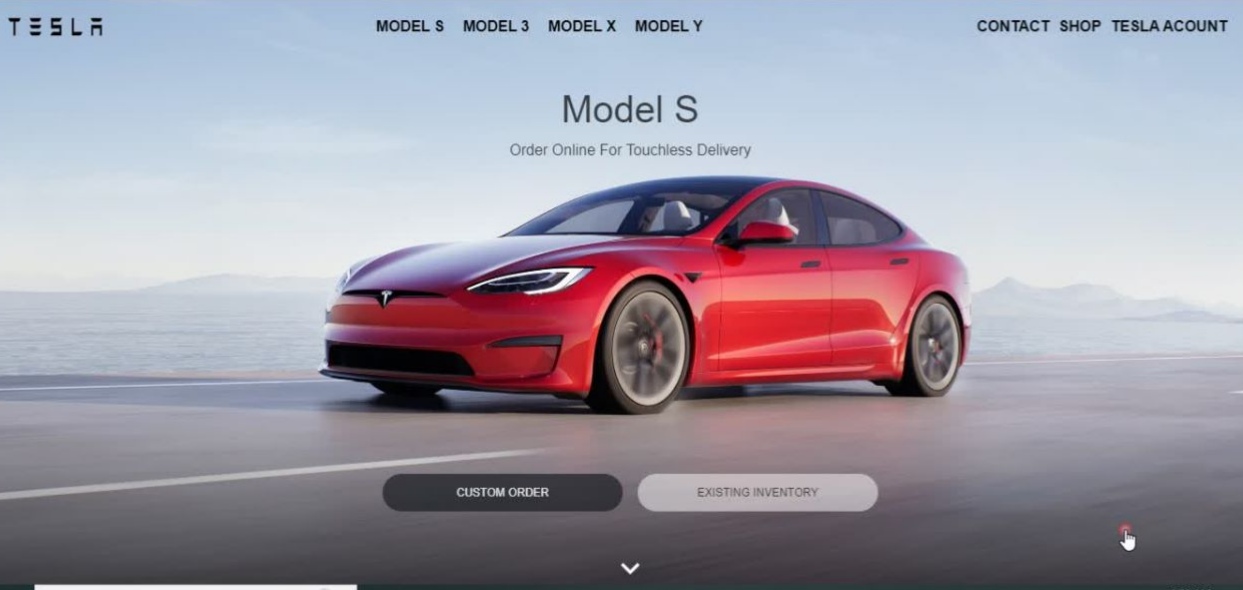 TESLA MODEL S MODEL 3 MODEL X MODEL Y CONTACT SHOP TESLA ACOUNT
Model S
Order Online For Touchless Delivery
CUSTOM ORDER EXISTING INVENTORY